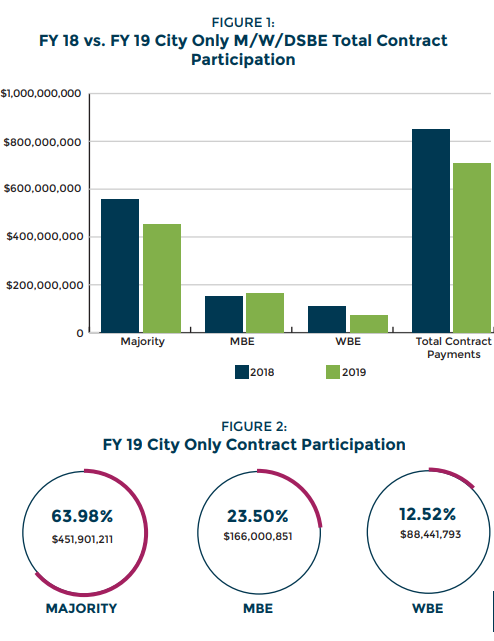 FIGURE 1:
FY 18 vs. FY 19 City Only M/W/DSBE Total Contract
Participation
$1,000,000,000
$800,000,000
$600,000,000
$400,000,000
$200,000,000
0
Majority
MBE
WBE
Total Contract
Payments
2018
2019
FIGURE 2:
FY 19 City Only Contract Participation
63.98%
$451,901,211
MAJORITY
23.50%
$166,000,851
MBE
12.52%
$88,441,793
WBE